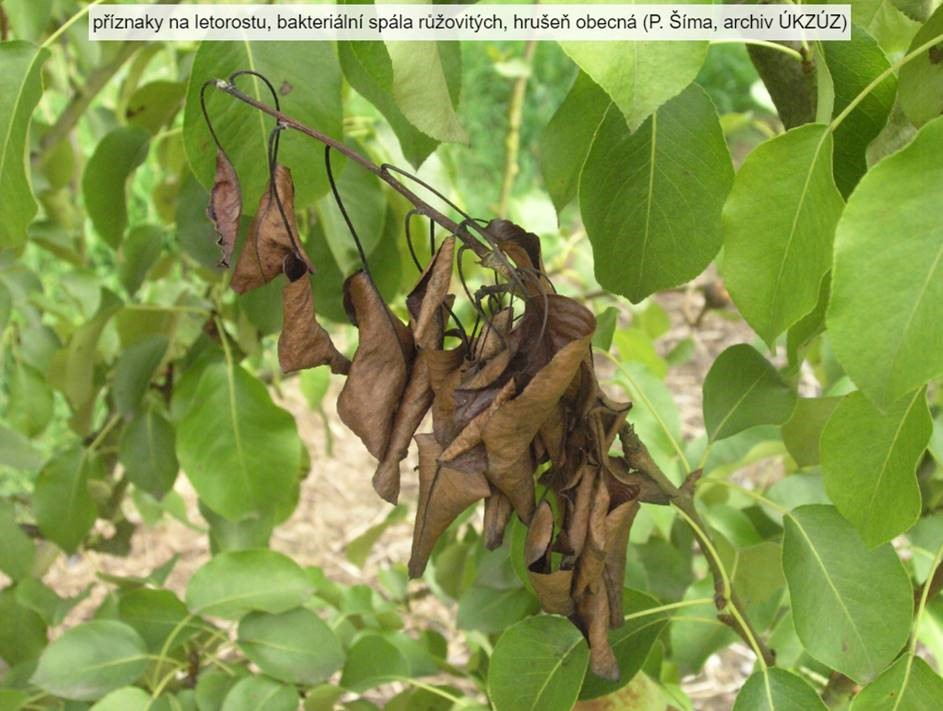 příznaky na letorostu, bakteriální spála růžovitých, hrušeň obecná (P. Šíma, archiv ÚKZÚZ)